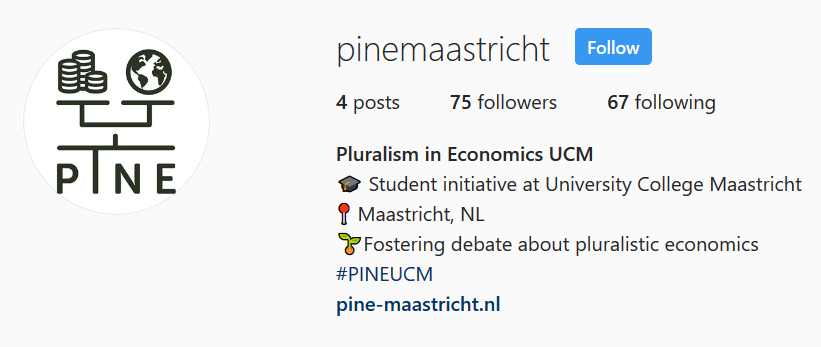 pinemaastricht Follow
4 posts 75 followers 67 following
PINE
Pluralism in Economics UCM
🎓 Student initiative at University College Maastricht
📍Maastricht, NL
🌱Fostering debate about pluralistic economics
#PINEUCM
pine-maastricht.nl